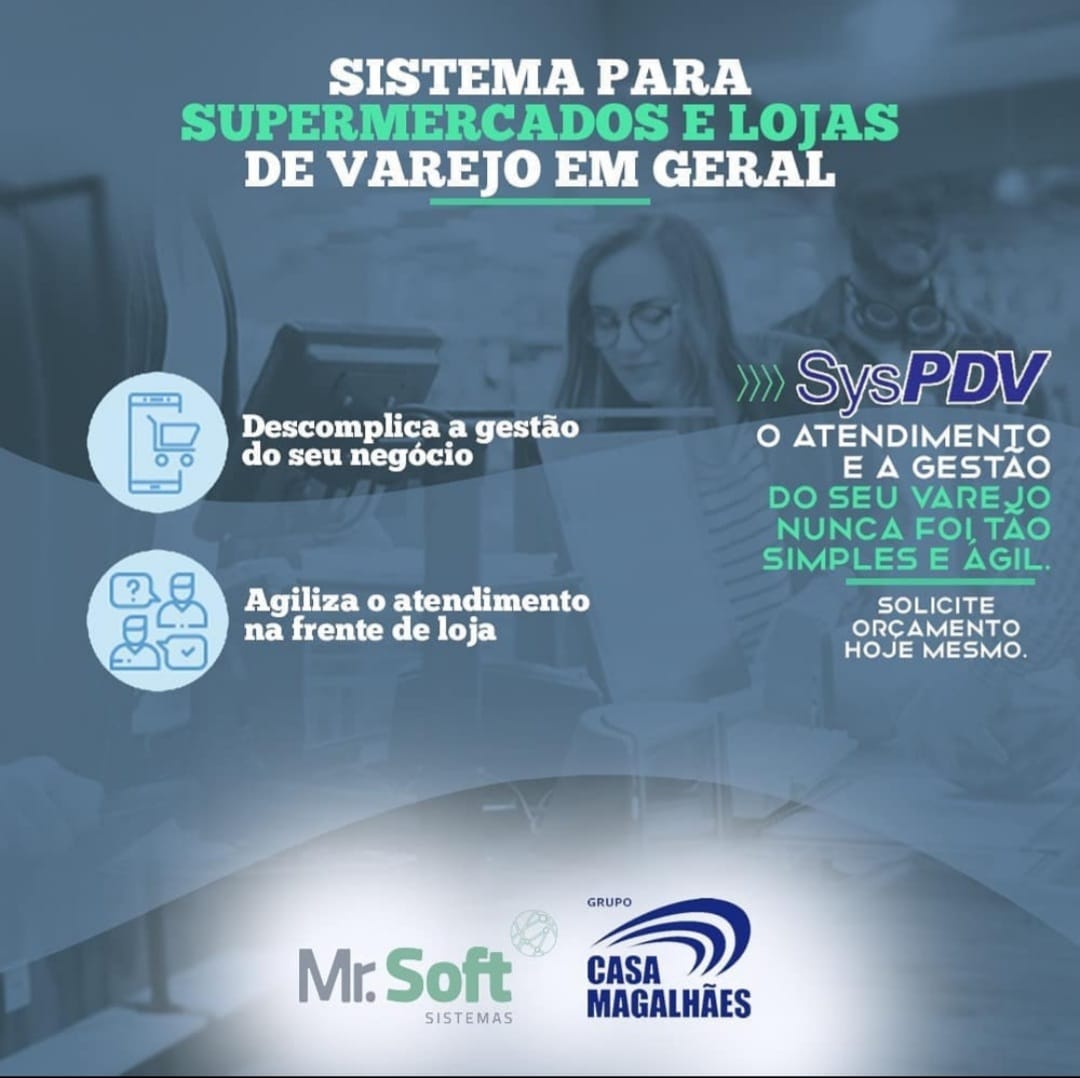 SISTEMA PARA
SUPERMERCADOS E LOJAS
DE VAREJO EM GERAL
Descomplica a gestão
do seu negócio
Agiliza o atendimento
na frente de loja
SysPDV
O ATENDIMENTO
E A GESTÃO
DO SEU VAREJO
NUNCA FOI TÃO
SIMPLES E ÁGIL.
SOLICITE
ORÇAMENTO
HOJE MESMO.
Mr. Soft
SISTEMAS
GRUPO
CASA
MAGALHÃES